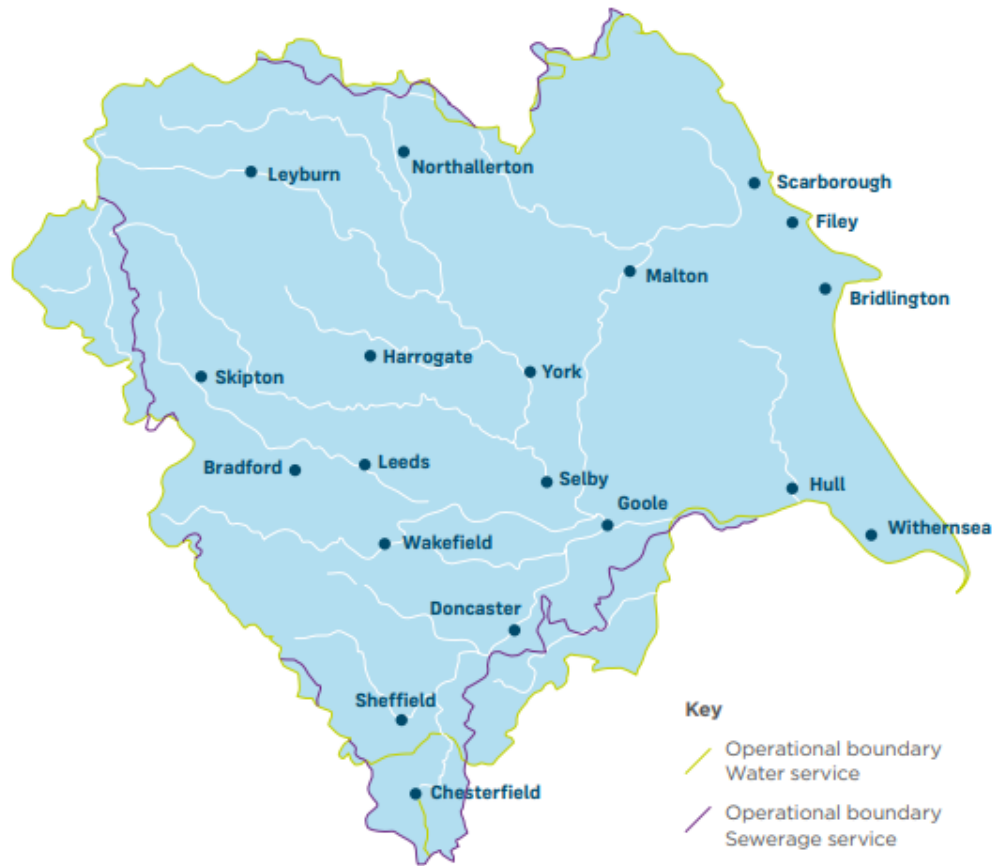 Northallerton
Leyburn
Scarborough
Filey
Malton
Bridlington
Harrogate
York
Skipton
Bradford
Leeds
Selby
Hull
Goole
Withernsea
Wakefield
Doncaster
Sheffield
Chesterfield
Key
Operational boundary
Water service
Operational boundary
Sewerage service